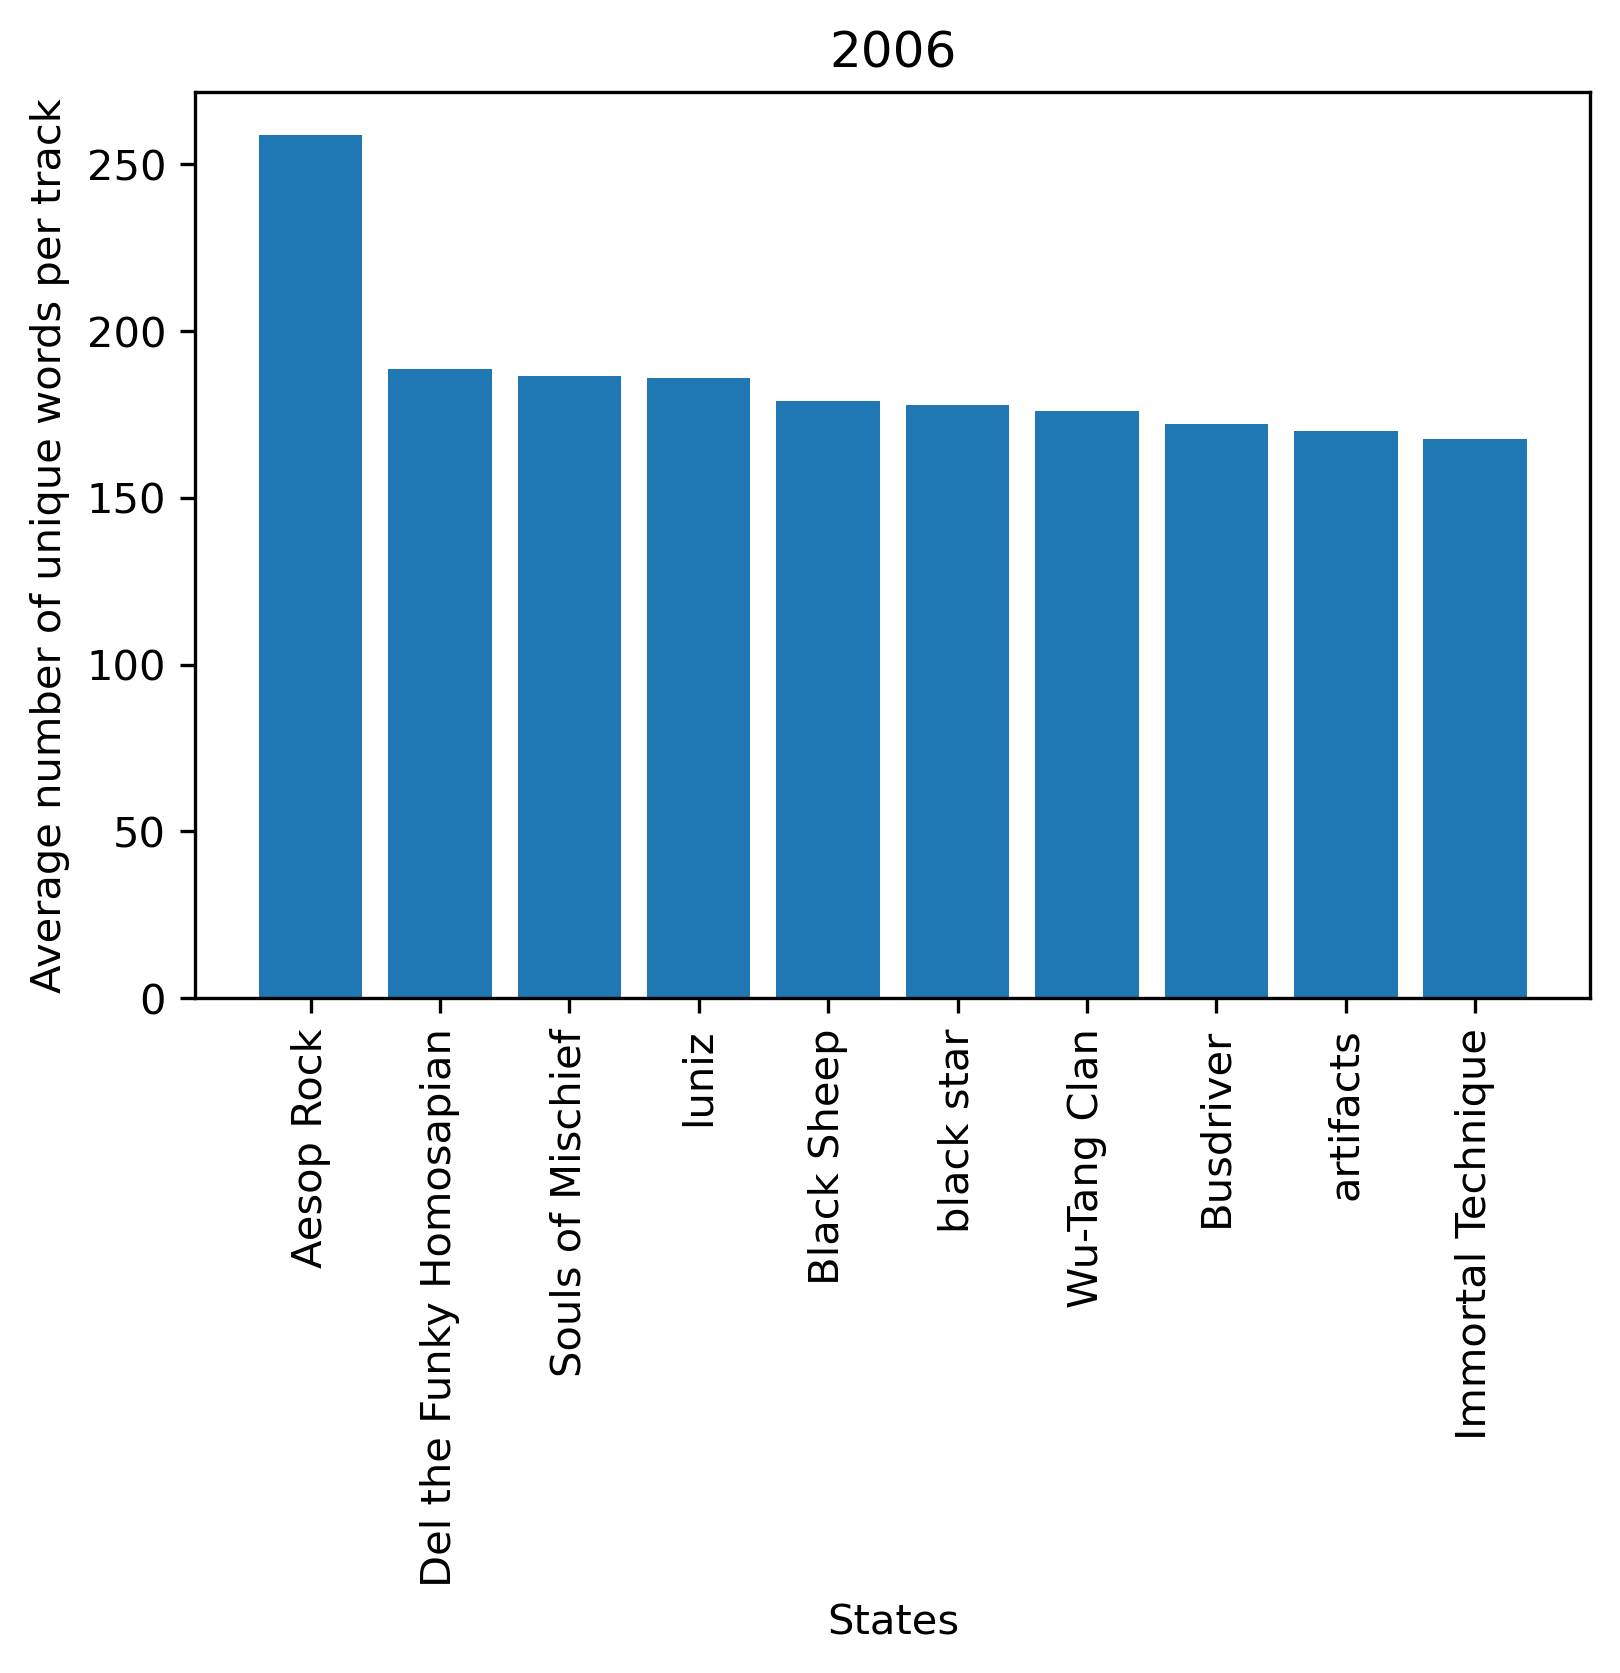 2006
Average number of unique words per track
250
200
150
100
50
0
Aesop Rock
Del the Funky Homosapian
Souls of Mischief
luniz
Black Sheep
black star
Wu-Tang Clan
Busdriver
artifacts
Immortal Technique
States